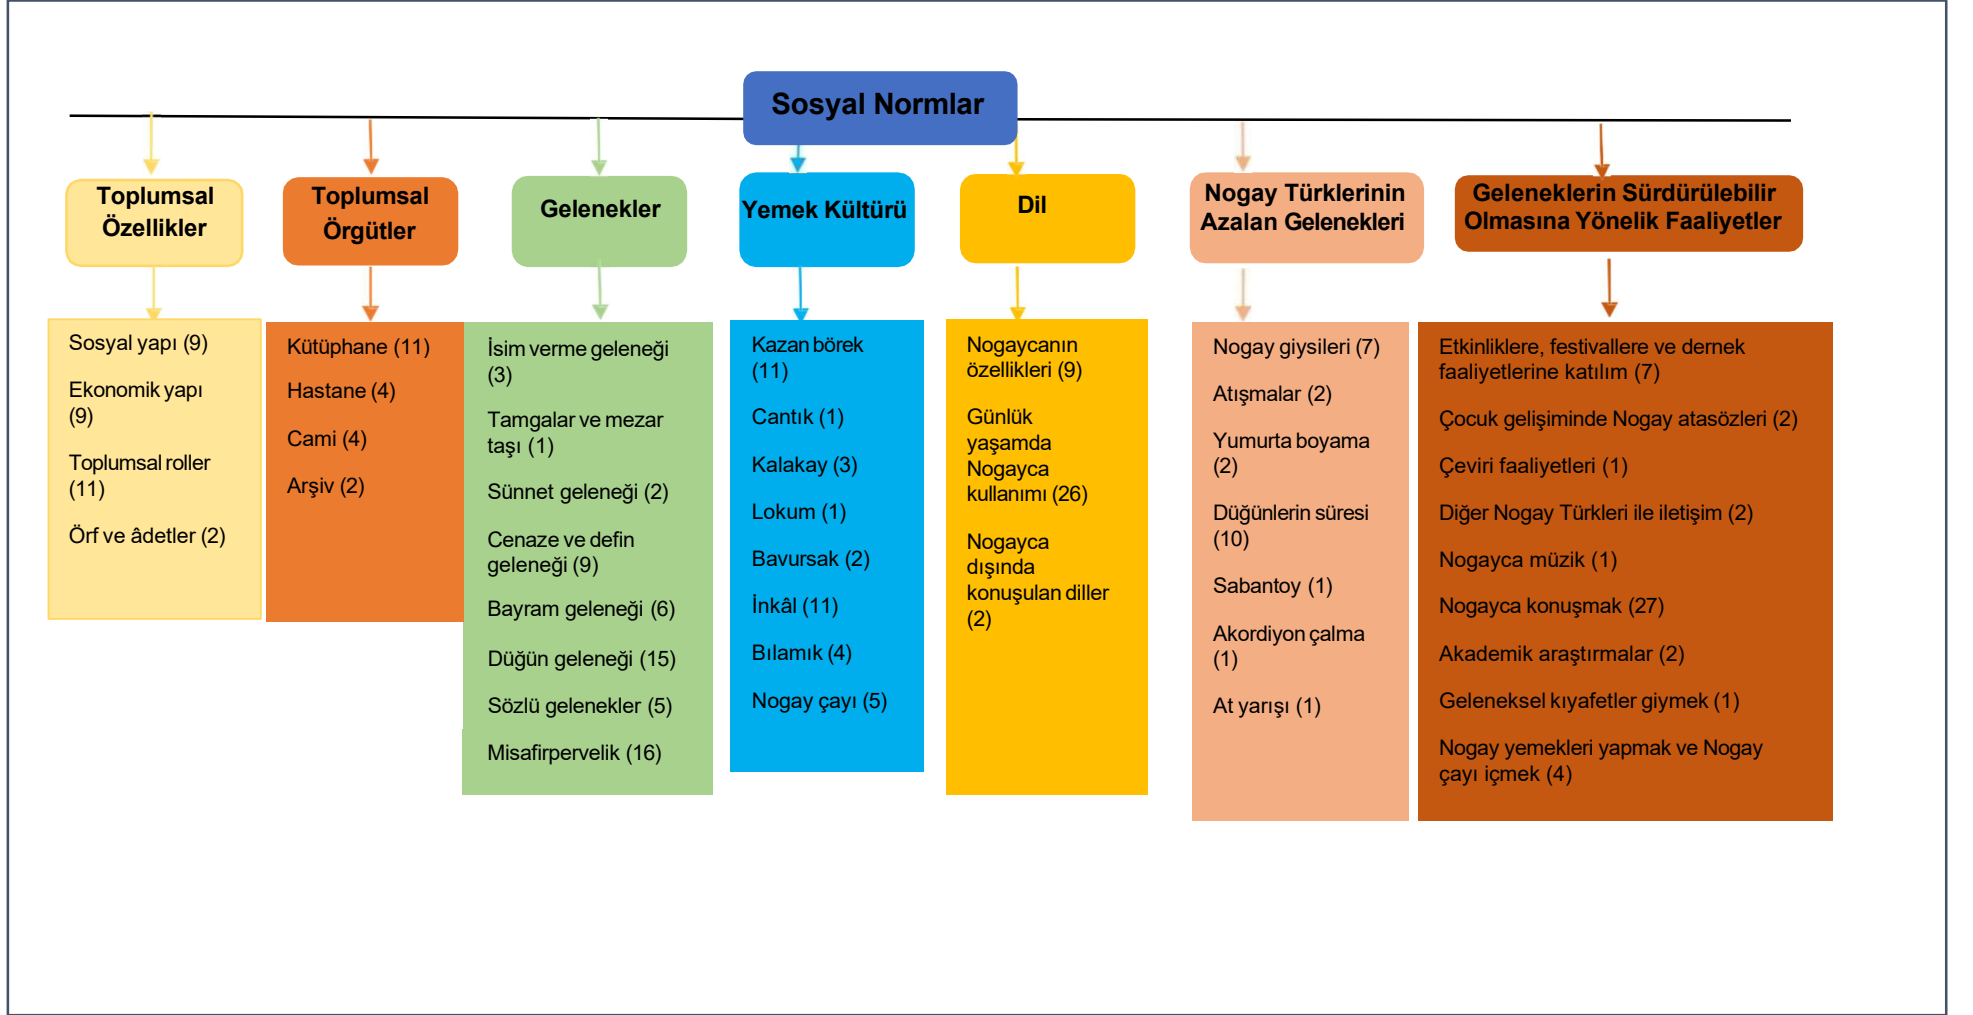 Sosyal Normlar
Toplumsal
Özellikler
Sosyal yapı (9)
Ekonomik yapı
(9)
Toplumsal roller
(11)
Örf ve âdetler (2)
Toplumsal
Örgütler
Kütüphane (11)
Hastane (4)
Cami (4)
Arşiv (2)
Gelenekler
İsim verme geleneği
(3)
Tamgalar ve mezar
taşı (1)
Sünnet geleneği (2)
Cenaze ve defin
geleneği (9)
Bayram geleneği (6)
Düğün geleneği (15)
Sözlü gelenekler (5)
Misafirpervelik (16)
Yemek Kültürü
Kazan börek
(11)
Cantık (1)
Kalakay (3)
Lokum (1)
Bavursak (2)
İnkâl (11)
Bılamık (4)
Nogay çayı (5)
Dil
Nogaycanın
özellikleri (9)
Günlük
yaşamda
Nogayca
kullanımı (26)
Nogayca
dışında
konuşulan diller
(2)
Nogay Türklerinin
Azalan Gelenekleri
Nogay giysileri (7)
Atışmalar (2)
Yumurta boyama
(2)
Düğünlerin süresi
(10)
Sabantoy (1)
Akordiyon çalma
(1)
At yarışı (1)
Geleneklerin Sürdürülebilir
Olmasına Yönelik Faaliyetler
Etkinliklere, festivallere ve dernek
faaliyetlerine katılım (7)
Çocuk gelişiminde Nogay atasözleri (2)
Çeviri faaliyetleri (1)
Diğer Nogay Türkleri ile iletişim (2)
Nogayca müzik (1)
Nogayca konuşmak (27)
Akademik araştırmalar (2)
Geleneksel kıyafetler giymek (1)
Nogay yemekleri yapmak ve Nogay
çayı içmek (4)